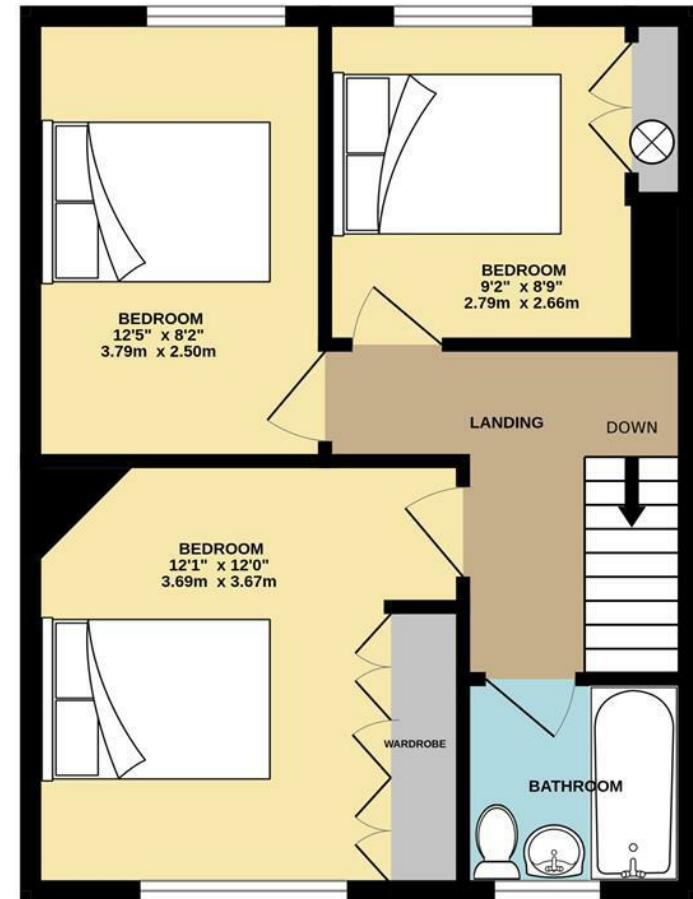 BEDROOM
12'5" x 8'2"
3.79m x 2.50m
BEDROOM
9'2" x 8'9"
2.79m x 2.66m
LANDING
DOWN
BEDROOM
12'1" x 12'0"
3.69m x 3.67m
WARDROBE
BATHROOM